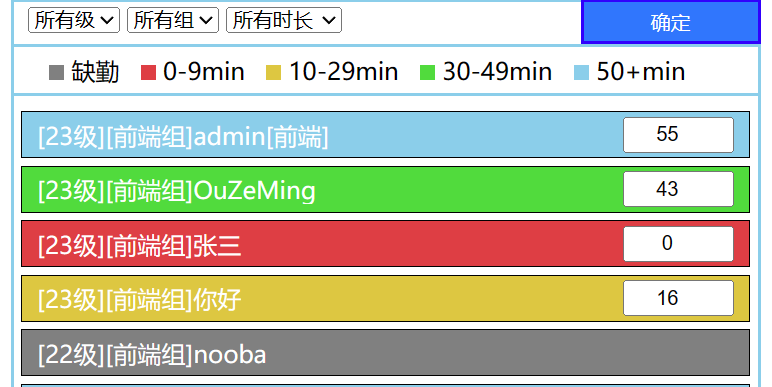 所有级 所有组 所有时长 确定
缺勤 0-9min 10-29min 30-49min 50+min
[23级][前端组]admin[前端] 55
[23级][前端组]OuZeMing 43
[23级][前端组]张三 0
[23级][前端组]你好 16
[22级][前端组]nooba